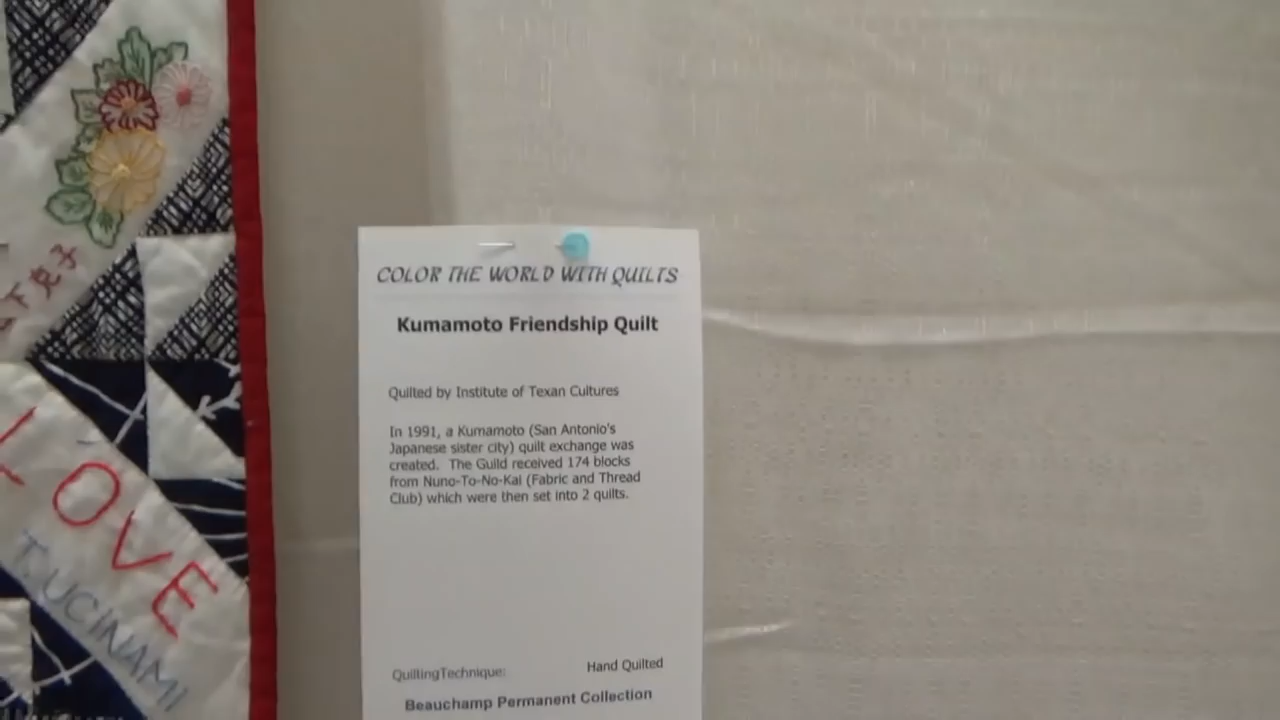 COLOR THE WORLD WITH QUILTS
Kumamoto Friendship Quilt
Quilted by Institute of Texan Cultures
In 1991, a Kumamoto (San Antonio's
Japanese sister city) quilt exchange was
created. The Guild received 174 blocks
from Nuno-To-No-Kai (Fabric and Thread
Club) which were then set into 2 quilts.
QuiltingTechnique: Hand Quilted
Beauchamp Permanent Collection
LOVE
T.UCINAMI